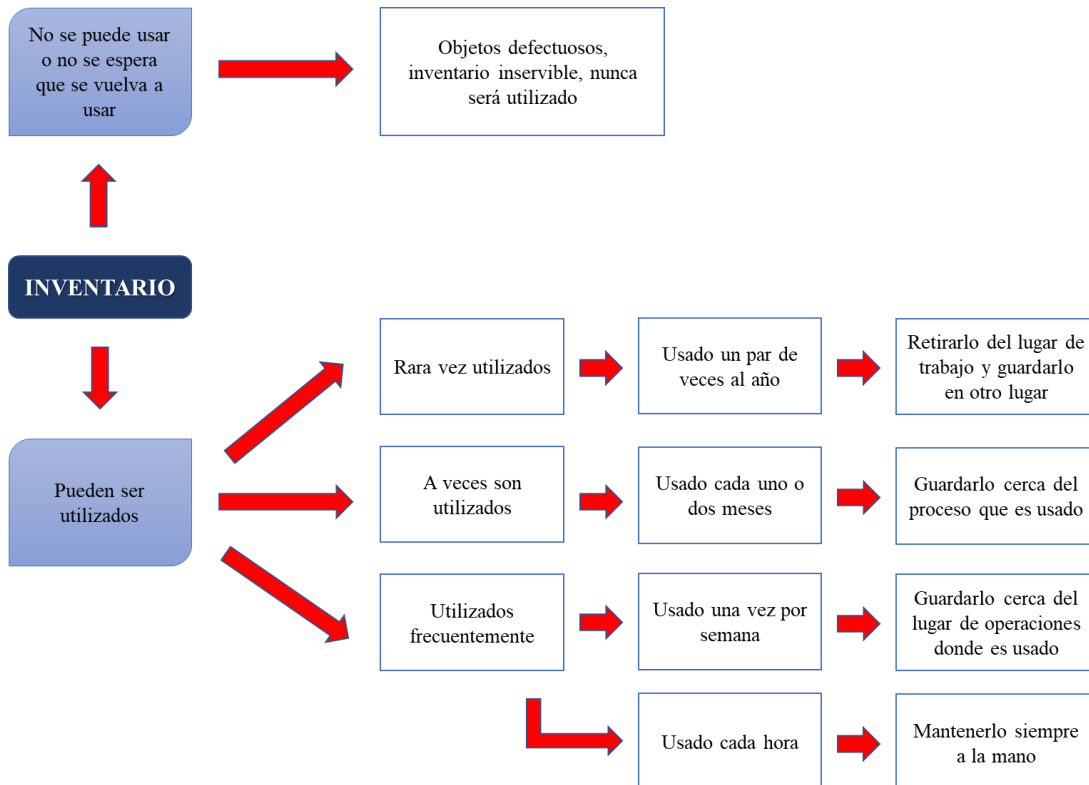 No se puede usar
o no se espera
que se vuelva a
usar
Objetos defectuosos,
inventario inservible, nunca
será utilizado
INVENTARIO
Pueden ser
utilizados
Rara vez utilizados
Usado un par de
veces al año
Retirarlo del lugar de
trabajo y guardarlo
en otro lugar
A veces son
utilizados
Usado cada uno o
dos meses
Guardarlo cerca del
proceso que es usado
Utilizados
frecuentemente
Usado una vez por
semana
Guardarlo cerca del
lugar de operaciones
donde es usado
Usado cada hora
Mantenerlo siempre
a la mano